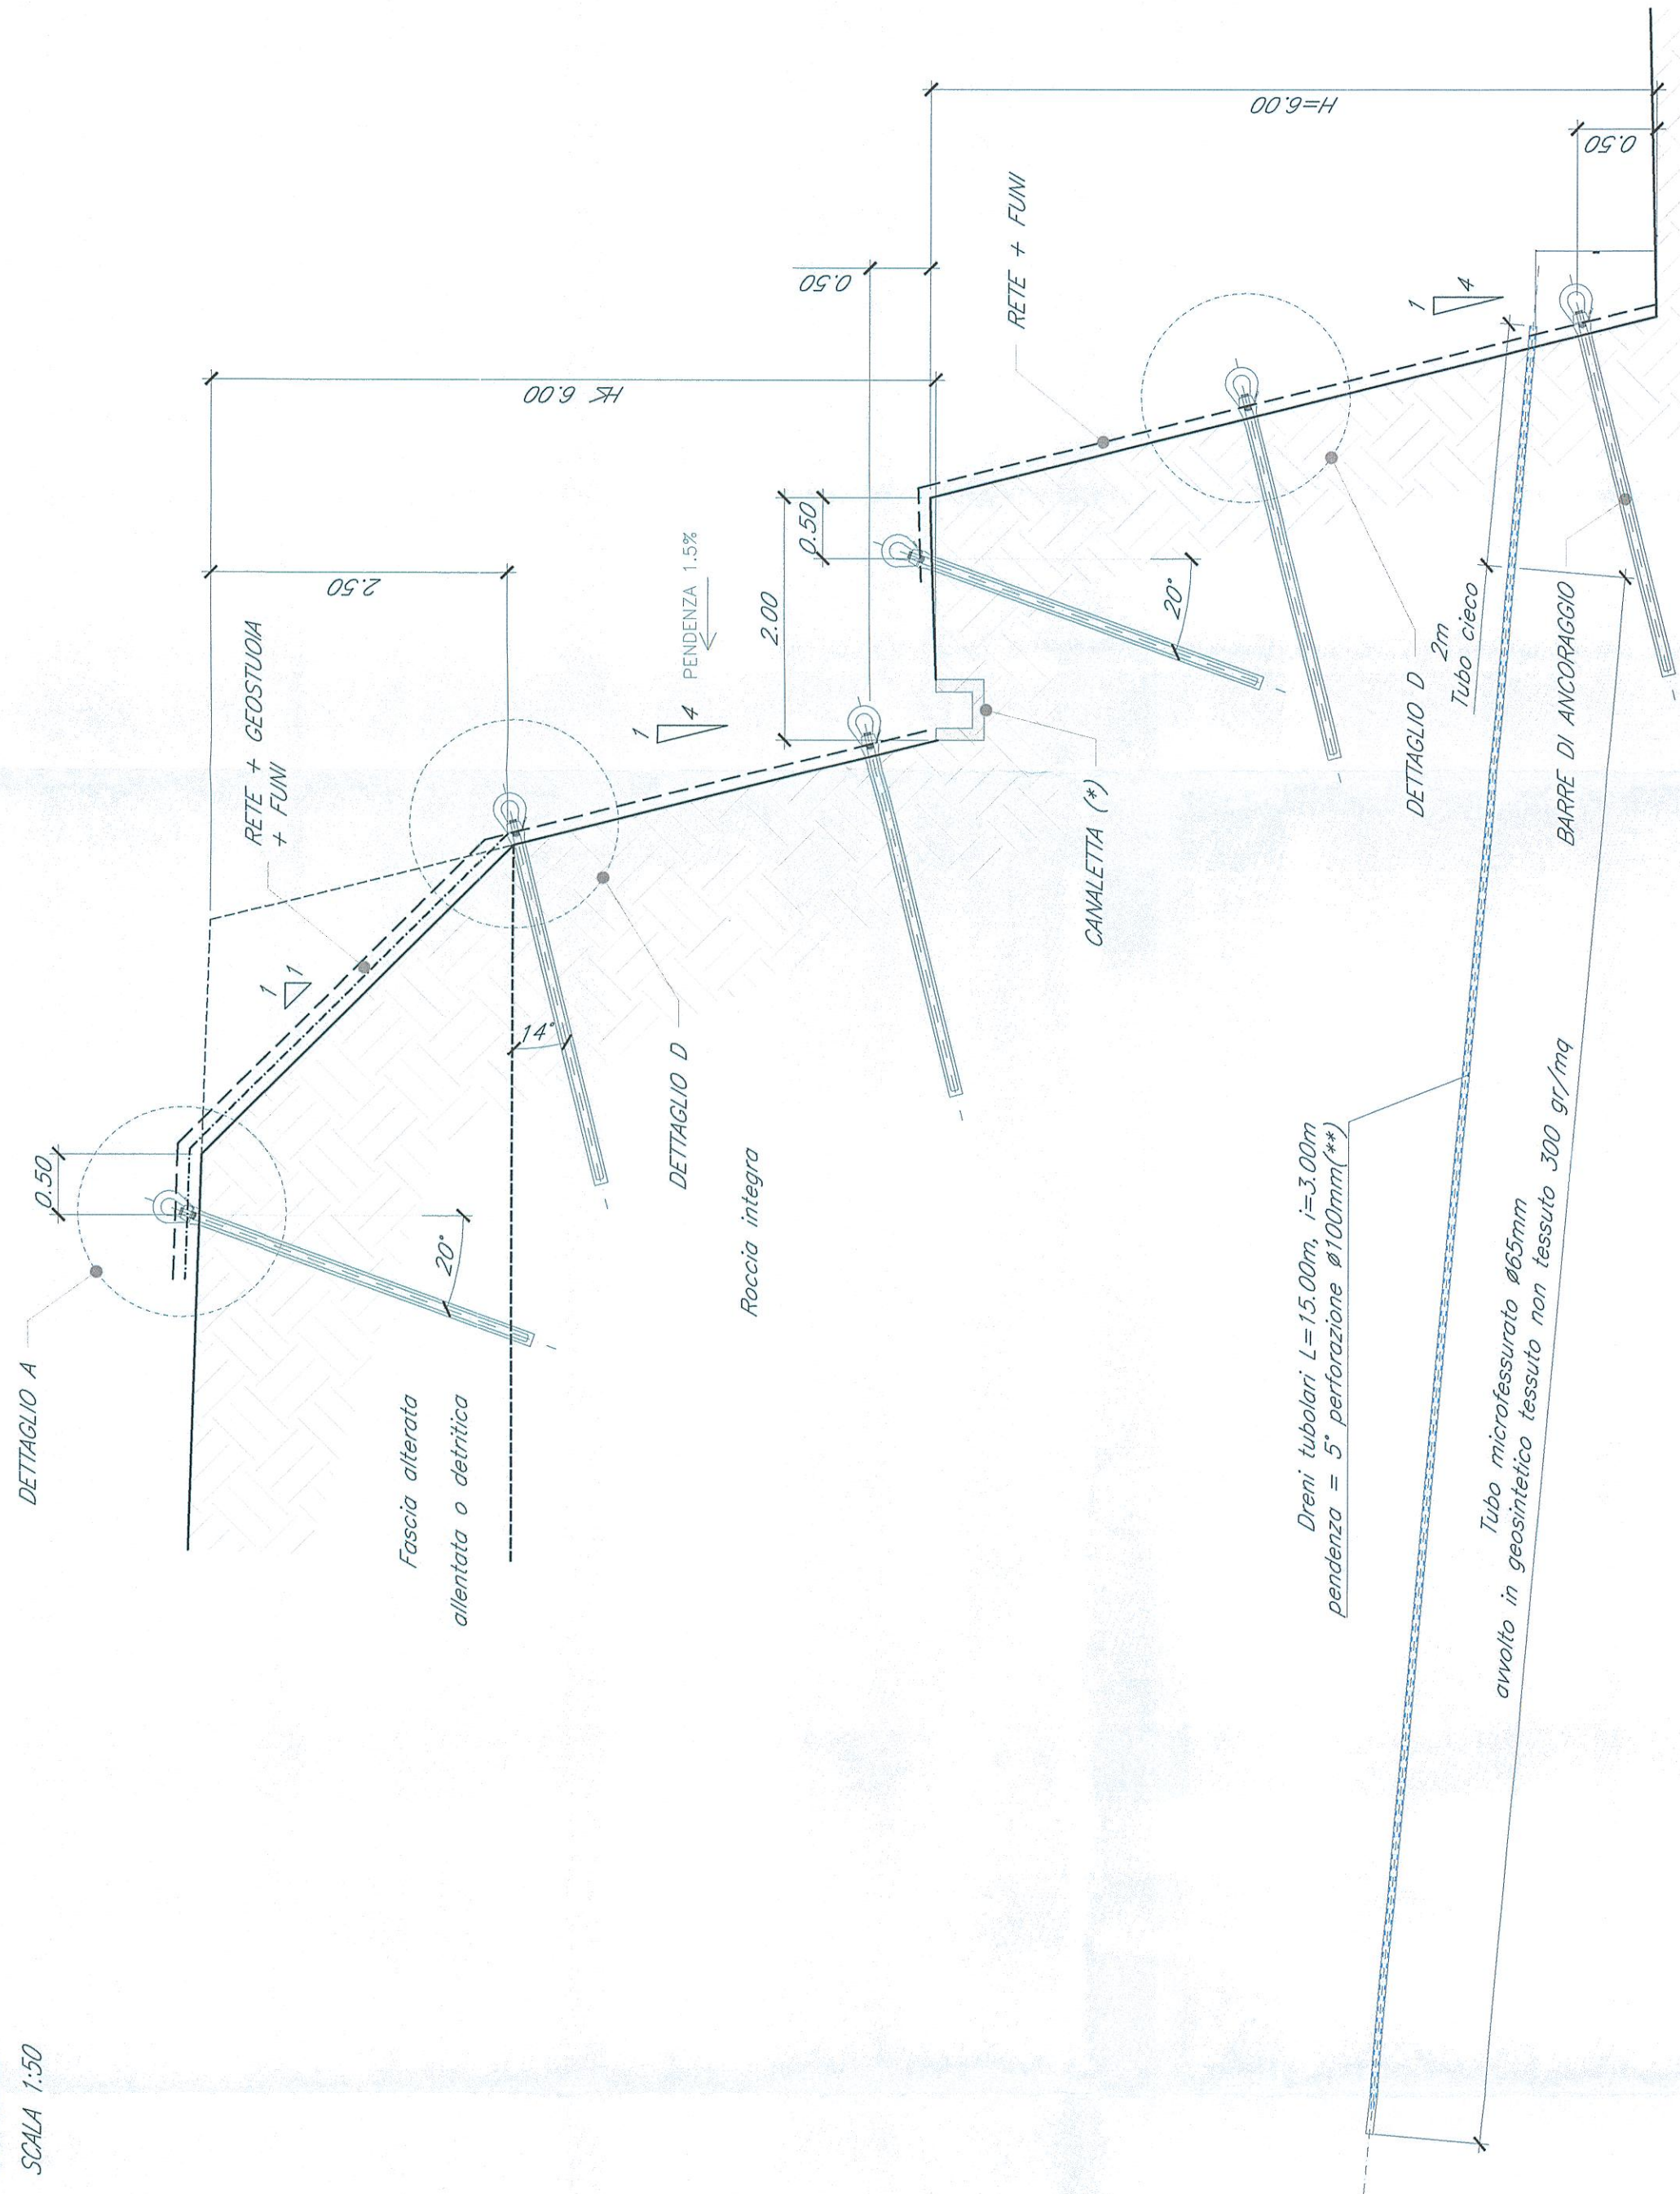 SCALA 1:50
DETTAGLIO A
0.50
RETE + GEOSTUOIA
+ FUNI
2.50
1
1
20°
Fascia alterata
allentata o detritica
14°
DETTAGLIO D
Roccia integra
H≤ 6.00
PENDENZA 1.5%
1
4
2.00
0.50
0.50
H=6.00
0.50
RETE + FUNI
20°
CANALETTA (*)
1
4
DETTAGLIO D
2m
Tubo cieco
BARRE DI ANCORAGGIO
Dreni tubolari L=15.00m, i=3.00m
pendenza = 5° perforazione ø100mm(**)
Tubo microfessurato ø65mm
avvolto in geosintetico tessuto non tessuto 300 gr/mq